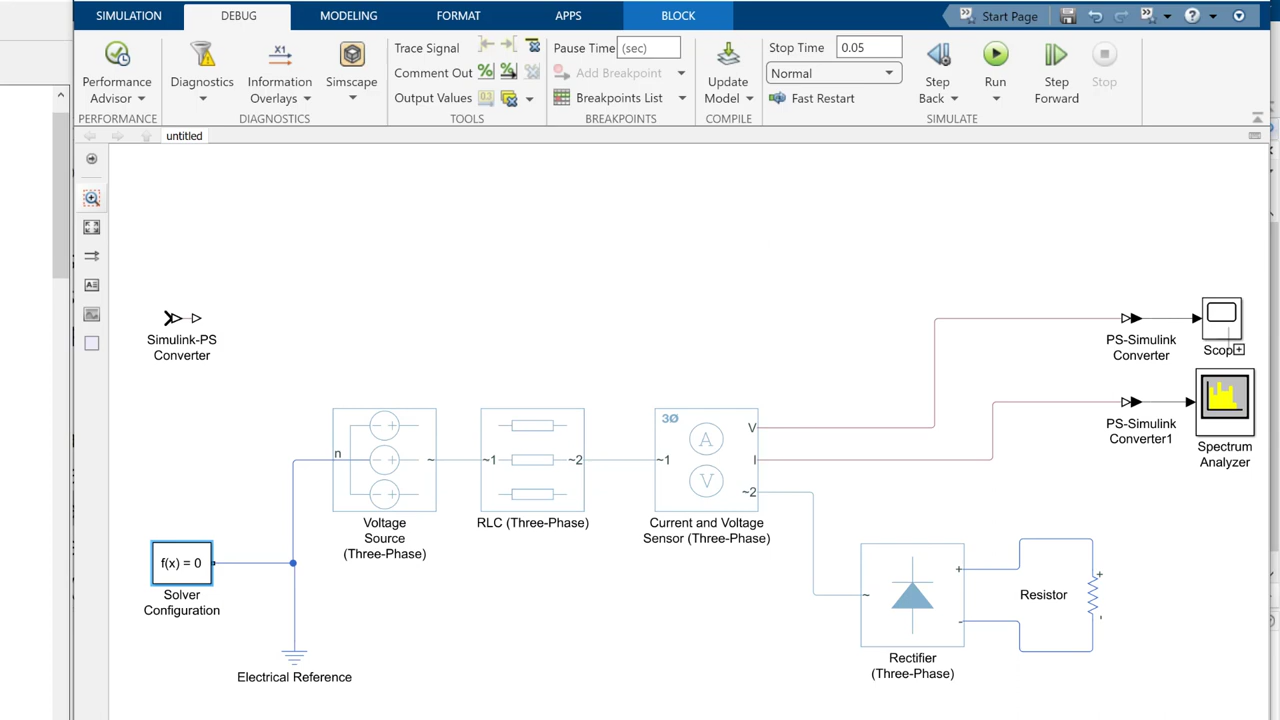 SIMULATION DEBUG MODELING FORMAT APPS BLOCK Start Page
Trace Signal Pause Time (sec) Stop Time 0.05
Comment Out Add Breakpoint Normal
Output Values Breakpoints List Fast Restart
Performance
Advisor
Diagnostics
Information
Overlays
X1
Simscape
Update
Model
Step
Back
Run
Step
Forward
Stop
PERFORMANCE DIAGNOSTICS TOOLS BREAKPOINTS COMPILE SIMULATE
untitled
Simulink-PS
Converter
PS-Simulink
Converter
Scop
PS-Simulink
Converter1
Spectrum
Analyzer
n
~
Voltage
Source
(Three-Phase)
~1
~2
RLC (Three-Phase)
3Ø
A
V
V
I
~1
~2
Current and Voltage
Sensor (Three-Phase)
f(x) = 0
Solver
Configuration
Electrical Reference
~
+
-
Rectifier
(Three-Phase)
Resistor
+
-